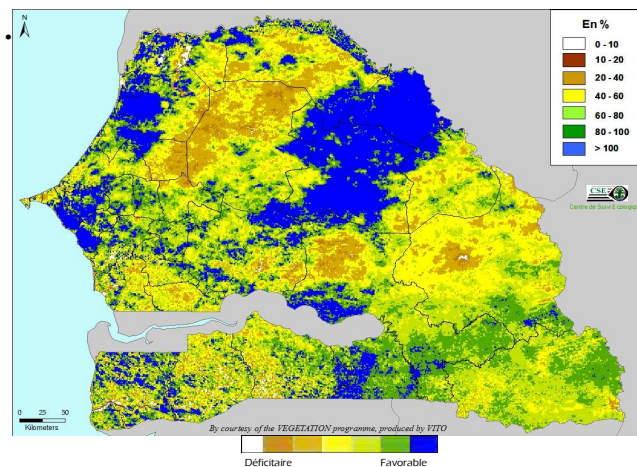 N
En %
0 - 10
10 - 20
20 - 40
40 - 60
60 - 80
80 - 100
> 100
CSE
Centre de Suivi Ecologique
0 25 50
Kilometers
By courtesy of the VEGETATION programme, produced by VITO
Déficitaire Favorable